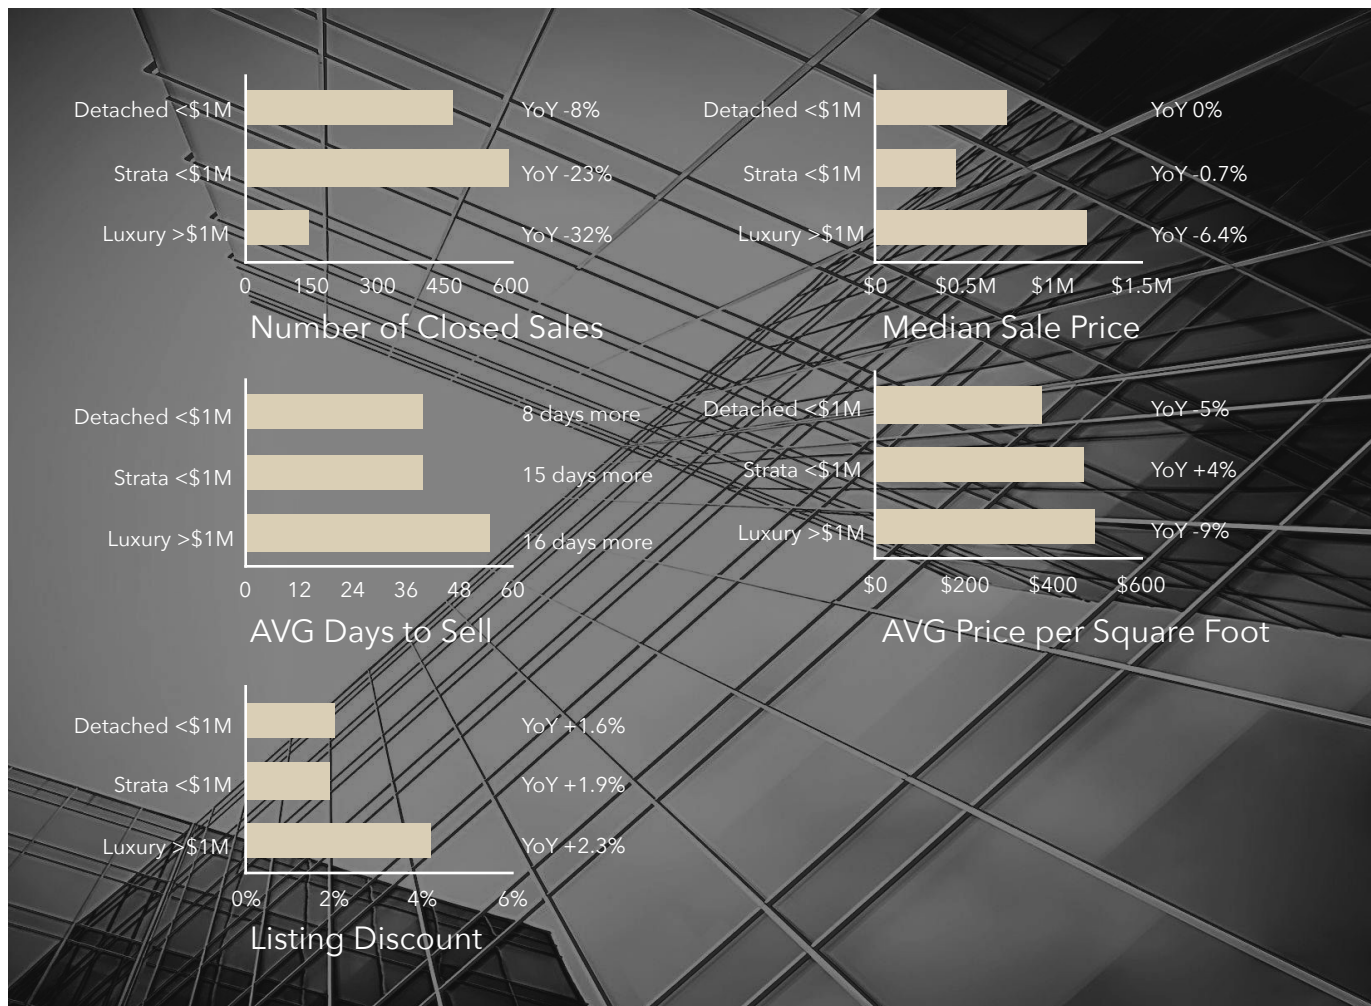 Detached <$1M
YoY -8%
Strata <$1M
YoY -23%
Luxury >$1M
YoY -32%
0 150 300 450 600
Number of Closed Sales
Detached <$1M
YoY 0%
Strata <$1M
YoY -0.7%
Luxury >$1M
YoY -6.4%
$0 $0.5M $1M $1.5M
Median Sale Price
Detached <$1M
8 days more
Strata <$1M
15 days more
Luxury >$1M
16 days more
0 12 24 36 48 60
AVG Days to Sell
Detached <$1M
YoY -5%
Strata <$1M
YoY +4%
Luxury >$1M
YoY -9%
$0 $200 $400 $600
AVG Price per Square Foot
Detached <$1M
YoY +1.6%
Strata <$1M
YoY +1.9%
Luxury >$1M
YoY +2.3%
0% 2% 4% 6%
Listing Discount